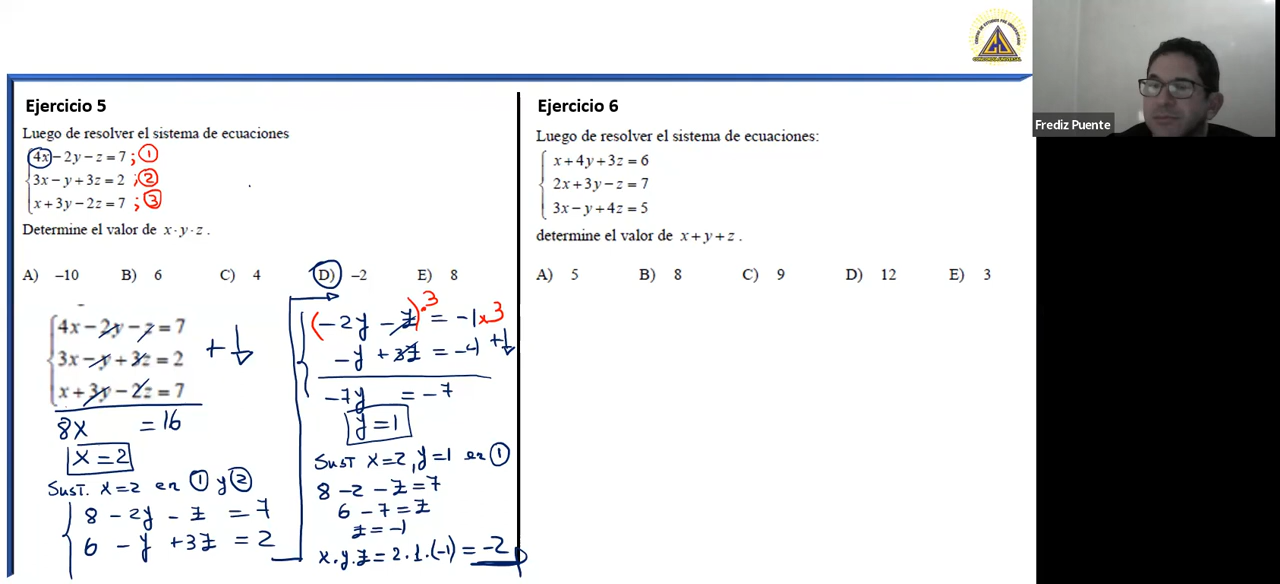 Frediz Puente
Ejercicio 5
Luego de resolver el sistema de ecuaciones
4x − 2y − z = 7 ; ①
3x − y + 3z = 2 ; ②
x + 3y − 2z = 7 ; ③
Determine el valor de x · y · z .
A) −10 B) 6 C) 4 D) −2 E) 8
4x − 2y − z = 7
3x − y + 3z = 2
x + 3y − 2z = 7
+
8x = 16
x = 2
Sust. x = 2 en ① y ②
8 − 2y − z = 7
6 − y + 3z = 2
(− 2y − z)·3 = −1 x 3
− y + 3z = −4 +
−7y = −7
y = 1
Sust x = 2, y = 1 en ①
8 − 2 − z = 7
6 − 7 = z
z = −1
x.y.z = 2.1.(−1) = −2
Ejercicio 6
Luego de resolver el sistema de ecuaciones:
x + 4y + 3z = 6
2x + 3y − z = 7
3x − y + 4z = 5
determine el valor de x + y + z .
A) 5 B) 8 C) 9 D) 12 E) 3